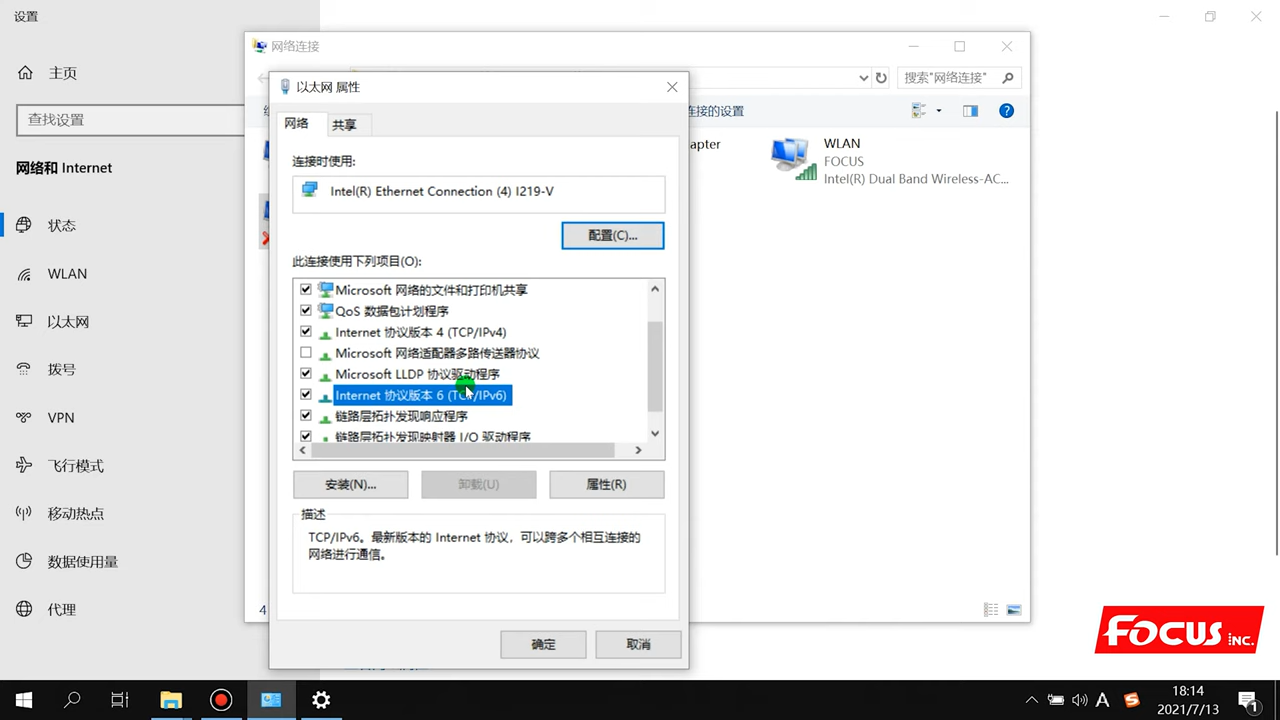 设置
网络连接
以太网 属性
搜索"网络连接"
网络
共享
主页
连接的设置
查找设置
apter
WLAN
FOCUS
Intel(R) Dual Band Wireless-AC...
连接时使用:
网络和 Internet
Intel(R) Ethernet Connection (4) I219-V
状态
配置(C)...
此连接使用下列项目(O):
WLAN
Microsoft 网络的文件和打印机共享
QoS 数据包计划程序
以太网
Internet 协议版本 4 (TCP/IPv4)
Microsoft 网络适配器多路传送器协议
拨号
Microsoft LLDP 协议驱动程序
Internet 协议版本 6 (TCP/IPv6)
VPN
链路层拓扑发现响应程序
链路层拓扑发现映射器 I/O 驱动程序
飞行模式
安装(N)...
卸载(U)
属性(R)
移动热点
描述
TCP/IPv6。最新版本的 Internet 协议，可以跨多个相互连接的
网络进行通信。
数据使用量
代理
4
确定
取消
FOCUS INC.
A
S
18:14
2021/7/13
1